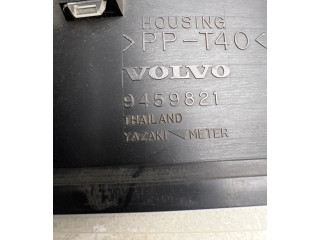 HOUSING
>PP-T40<
VOLVO
9459821
THAILAND
YAZAKI METER